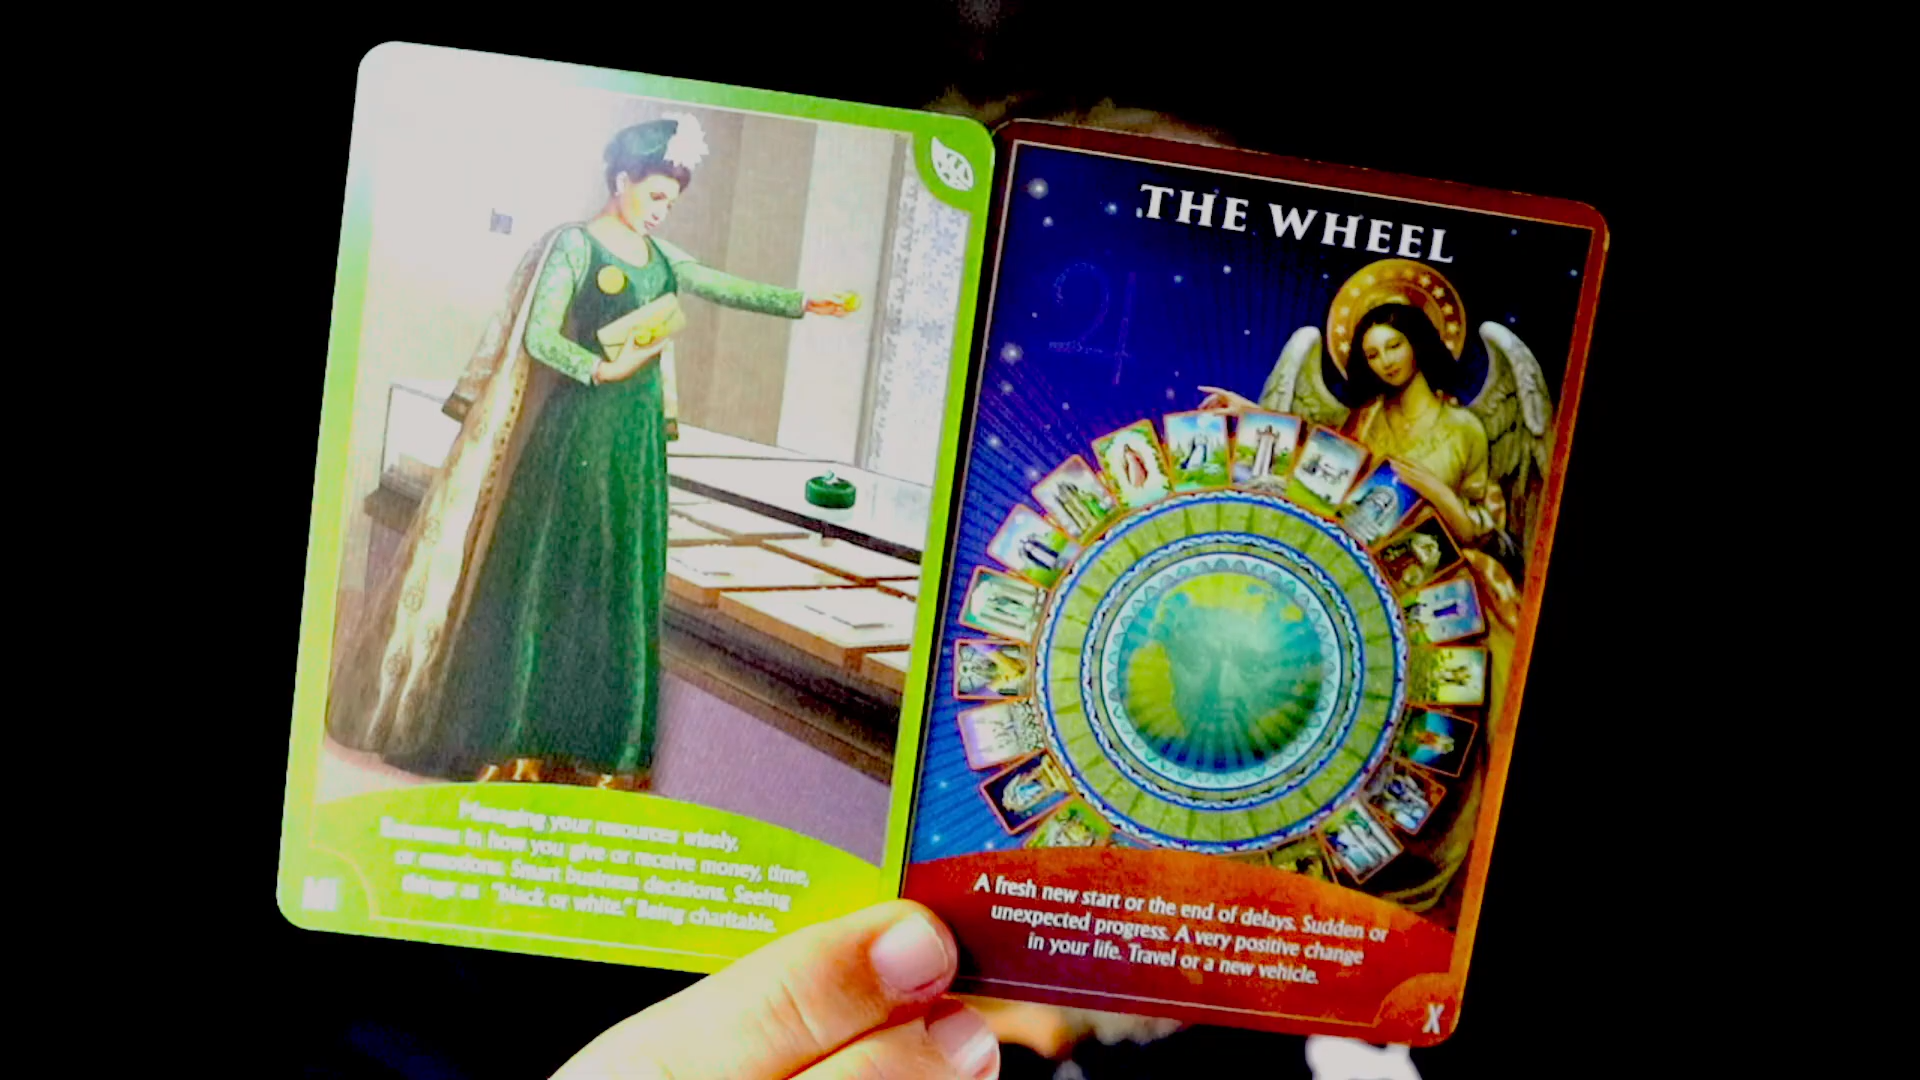 Managing your resources wisely.
Fairness in how you give or receive money, time,
or emotions. Smart business decisions. Seeing
things as "black or white." Being charitable.
THE WHEEL
A fresh new start or the end of delays. Sudden or
unexpected progress. A very positive change
in your life. Travel or a new vehicle.
X